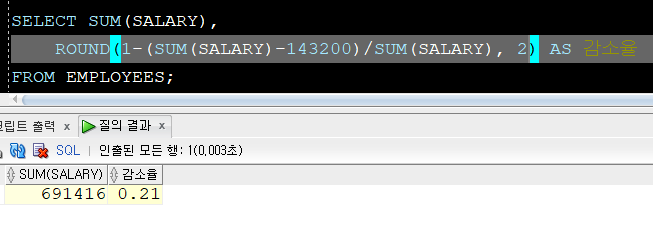 SELECT SUM(SALARY),
ROUND(1-(SUM(SALARY)-143200)/SUM(SALARY), 2) AS 감소율
FROM EMPLOYEES;
크립트 출력 x 질의 결과 x
SQL | 인출된 모든 행: 1(0,003초)
SUM(SALARY) 감소율
691416 0.21